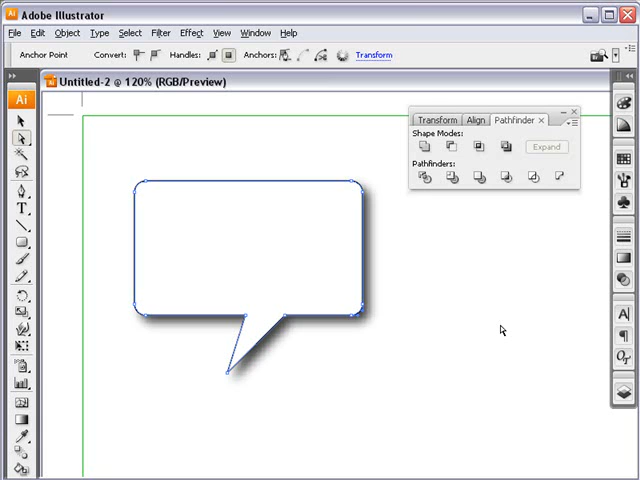 Ai Adobe Illustrator
File Edit Object Type Select Filter Effect View Window Help
Anchor Point Convert: Handles: Anchors: Transform
Untitled-2 @ 120% (RGB/Preview)
Ai
Transform Align Pathfinder
Shape Modes:
Expand
Pathfinders:
T
A
¶
O